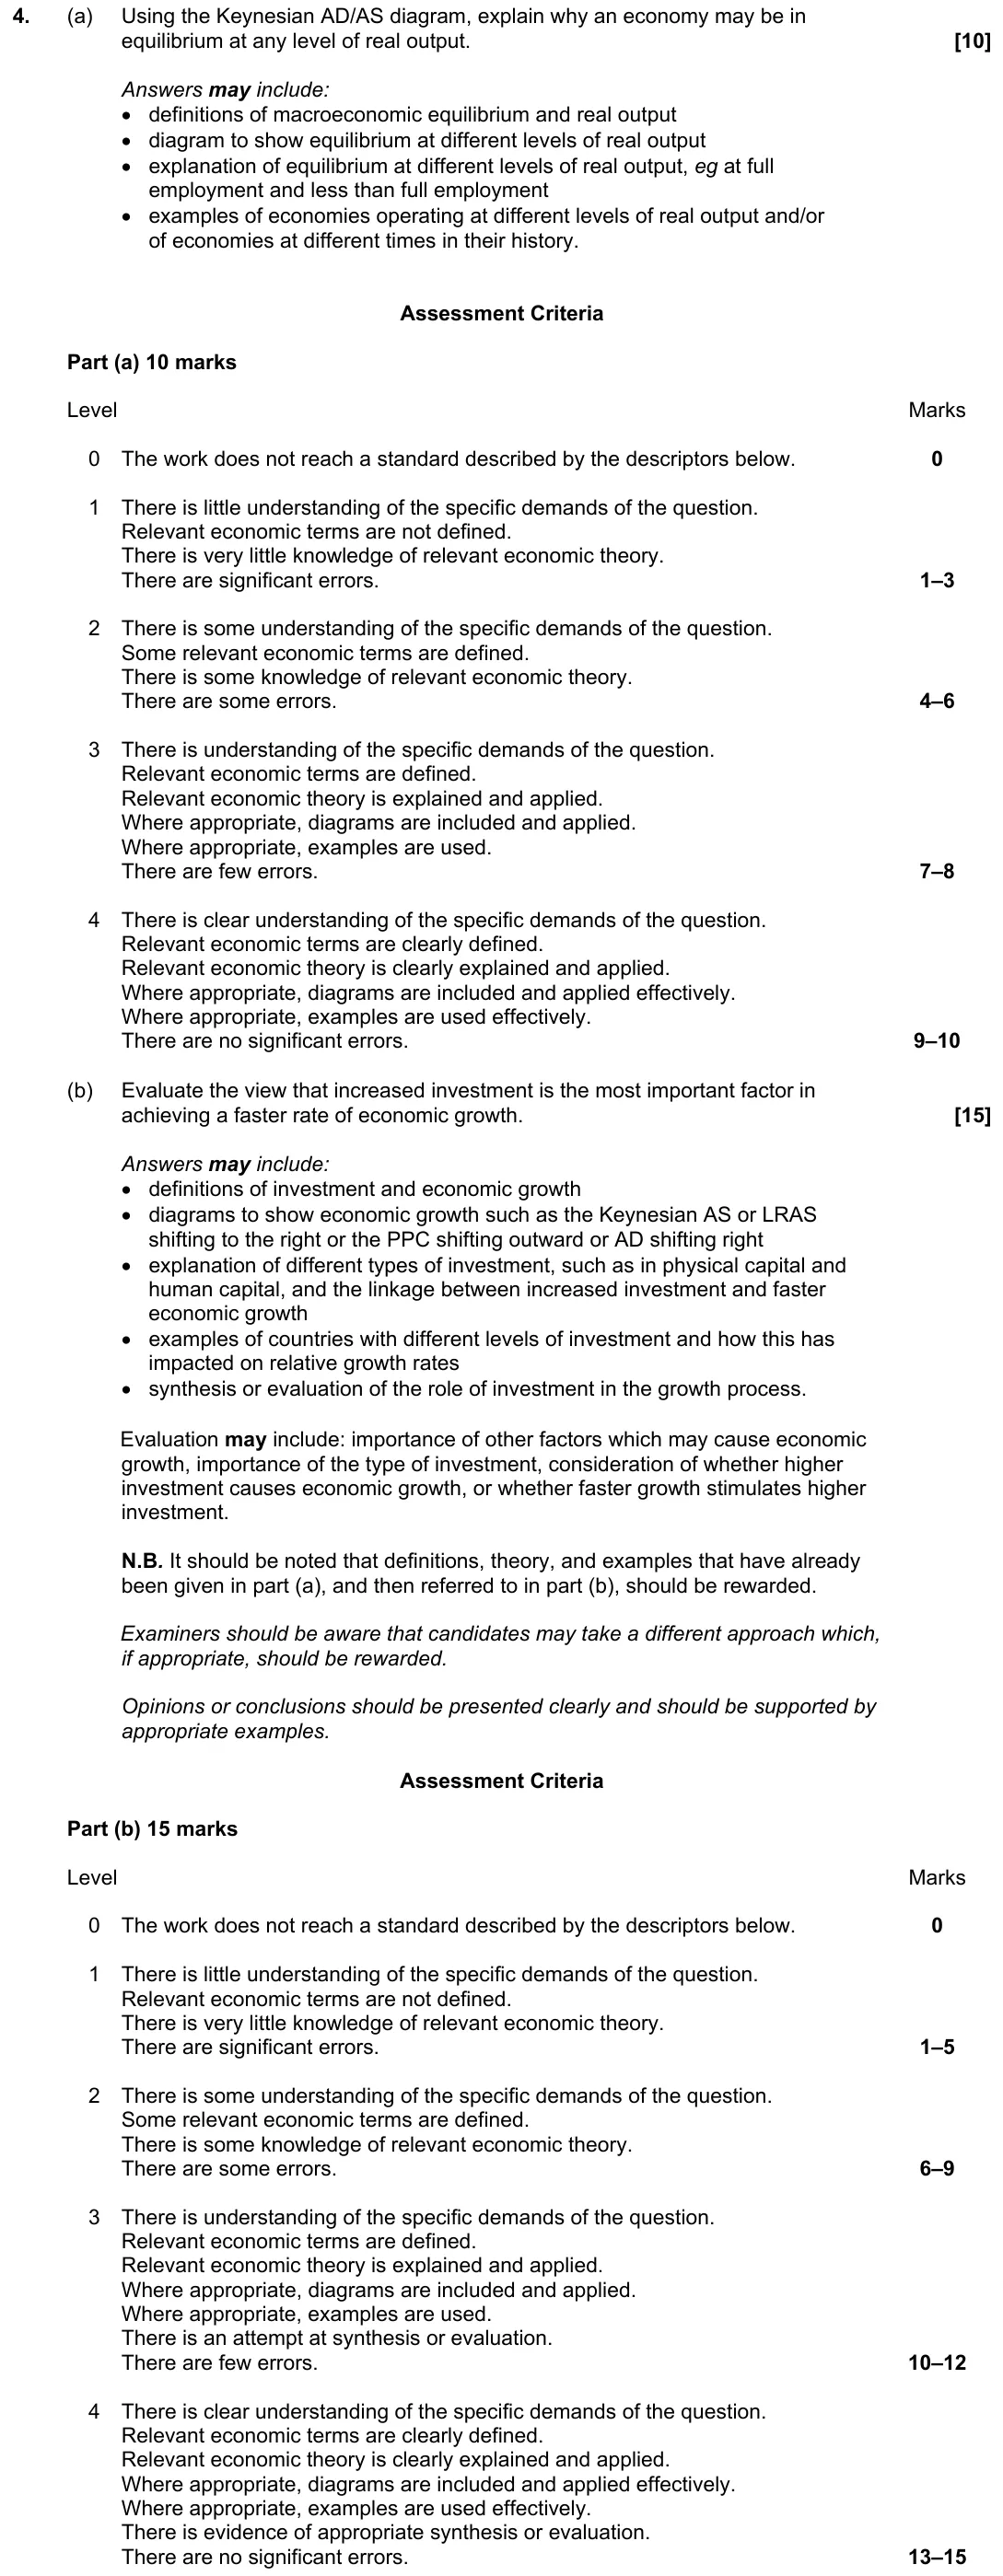 4. (a) Using the Keynesian AD/AS diagram, explain why an economy may be in
equilibrium at any level of real output. [10]
Answers may include:
• definitions of macroeconomic equilibrium and real output
• diagram to show equilibrium at different levels of real output
• explanation of equilibrium at different levels of real output, eg at full
employment and less than full employment
• examples of economies operating at different levels of real output and/or
of economies at different times in their history.
Assessment Criteria
Part (a) 10 marks
Level Marks
0 The work does not reach a standard described by the descriptors below. 0
1 There is little understanding of the specific demands of the question.
Relevant economic terms are not defined.
There is very little knowledge of relevant economic theory.
There are significant errors. 1–3
2 There is some understanding of the specific demands of the question.
Some relevant economic terms are defined.
There is some knowledge of relevant economic theory.
There are some errors. 4–6
3 There is understanding of the specific demands of the question.
Relevant economic terms are defined.
Relevant economic theory is explained and applied.
Where appropriate, diagrams are included and applied.
Where appropriate, examples are used.
There are few errors. 7–8
4 There is clear understanding of the specific demands of the question.
Relevant economic terms are clearly defined.
Relevant economic theory is clearly explained and applied.
Where appropriate, diagrams are included and applied effectively.
Where appropriate, examples are used effectively.
There are no significant errors. 9–10
(b) Evaluate the view that increased investment is the most important factor in
achieving a faster rate of economic growth. [15]
Answers may include:
• definitions of investment and economic growth
• diagrams to show economic growth such as the Keynesian AS or LRAS
shifting to the right or the PPC shifting outward or AD shifting right
• explanation of different types of investment, such as in physical capital and
human capital, and the linkage between increased investment and faster
economic growth
• examples of countries with different levels of investment and how this has
impacted on relative growth rates
• synthesis or evaluation of the role of investment in the growth process.
Evaluation may include: importance of other factors which may cause economic
growth, importance of the type of investment, consideration of whether higher
investment causes economic growth, or whether faster growth stimulates higher
investment.
N.B. It should be noted that definitions, theory, and examples that have already
been given in part (a), and then referred to in part (b), should be rewarded.
Examiners should be aware that candidates may take a different approach which,
if appropriate, should be rewarded.
Opinions or conclusions should be presented clearly and should be supported by
appropriate examples.
Assessment Criteria
Part (b) 15 marks
Level Marks
0 The work does not reach a standard described by the descriptors below. 0
1 There is little understanding of the specific demands of the question.
Relevant economic terms are not defined.
There is very little knowledge of relevant economic theory.
There are significant errors. 1–5
2 There is some understanding of the specific demands of the question.
Some relevant economic terms are defined.
There is some knowledge of relevant economic theory.
There are some errors. 6–9
3 There is understanding of the specific demands of the question.
Relevant economic terms are defined.
Relevant economic theory is explained and applied.
Where appropriate, diagrams are included and applied.
Where appropriate, examples are used.
There is an attempt at synthesis or evaluation.
There are few errors. 10–12
4 There is clear understanding of the specific demands of the question.
Relevant economic terms are clearly defined.
Relevant economic theory is clearly explained and applied.
Where appropriate, diagrams are included and applied effectively.
Where appropriate, examples are used effectively.
There is evidence of appropriate synthesis or evaluation.
There are no significant errors. 13–15